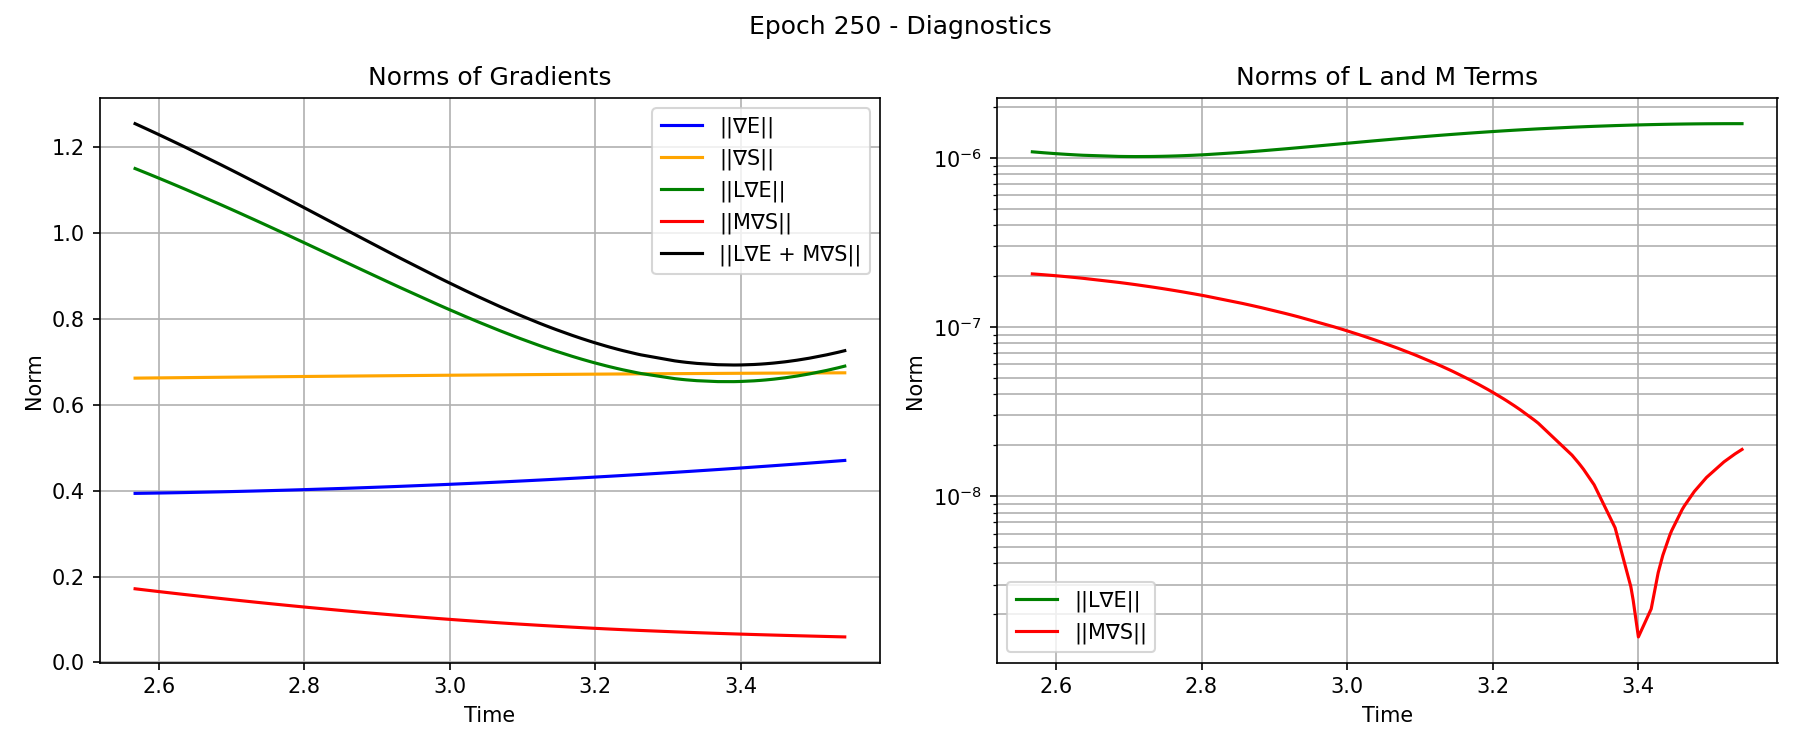 Epoch 250 - Diagnostics
Norms of Gradients
Norm
1.2
1.0
0.8
0.6
0.4
0.2
0.0
2.6 2.8 3.0 3.2 3.4
Time
||∇E||
||∇S||
||L∇E||
||M∇S||
||L∇E + M∇S||
Norms of L and M Terms
Norm
10⁻⁶
10⁻⁷
10⁻⁸
2.6 2.8 3.0 3.2 3.4
Time
||L∇E||
||M∇S||